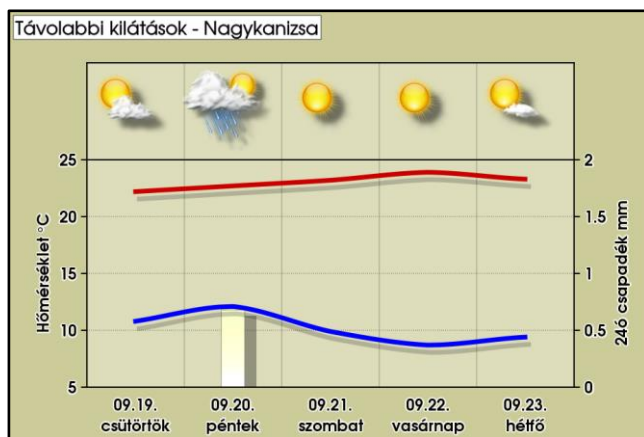 Távolabbi kilátások - Nagykanizsa
25
20
15
10
5
Hőmérséklet °C
2
1.5
1
0.5
0
24ó csapadék mm
09.19. 09.20. 09.21. 09.22. 09.23.
csütörtök péntek szombat vasárnap hétfő